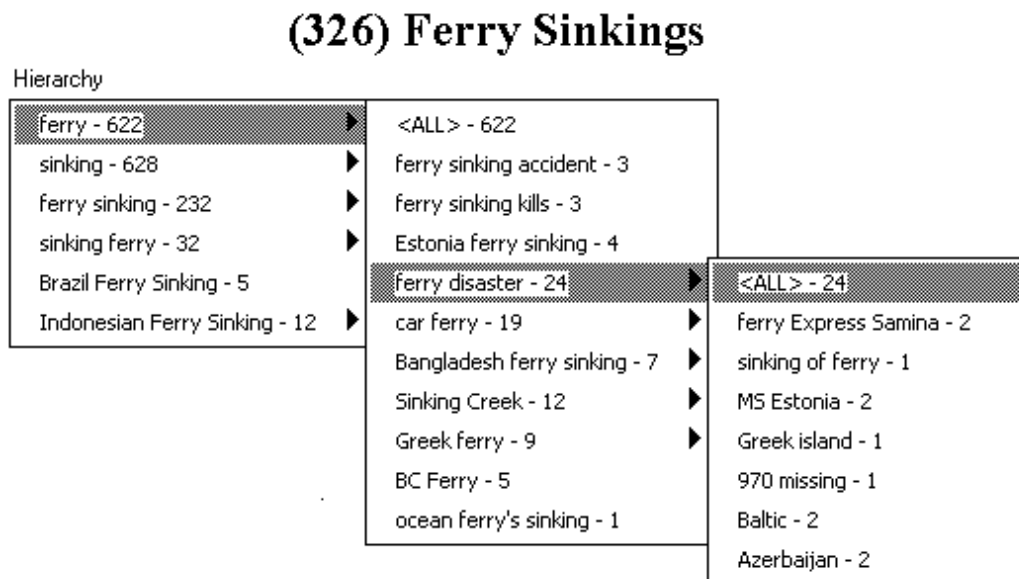 (326) Ferry Sinkings
Hierarchy
ferry - 622
sinking - 628
ferry sinking - 232
sinking ferry - 32
Brazil Ferry Sinking - 5
Indonesian Ferry Sinking - 12
<ALL> - 622
ferry sinking accident - 3
ferry sinking kills - 3
Estonia ferry sinking - 4
ferry disaster - 24
car ferry - 19
Bangladesh ferry sinking - 7
Sinking Creek - 12
Greek ferry - 9
BC Ferry - 5
ocean ferry's sinking - 1
<ALL> - 24
ferry Express Samina - 2
sinking of ferry - 1
MS Estonia - 2
Greek island - 1
970 missing - 1
Baltic - 2
Azerbaijan - 2